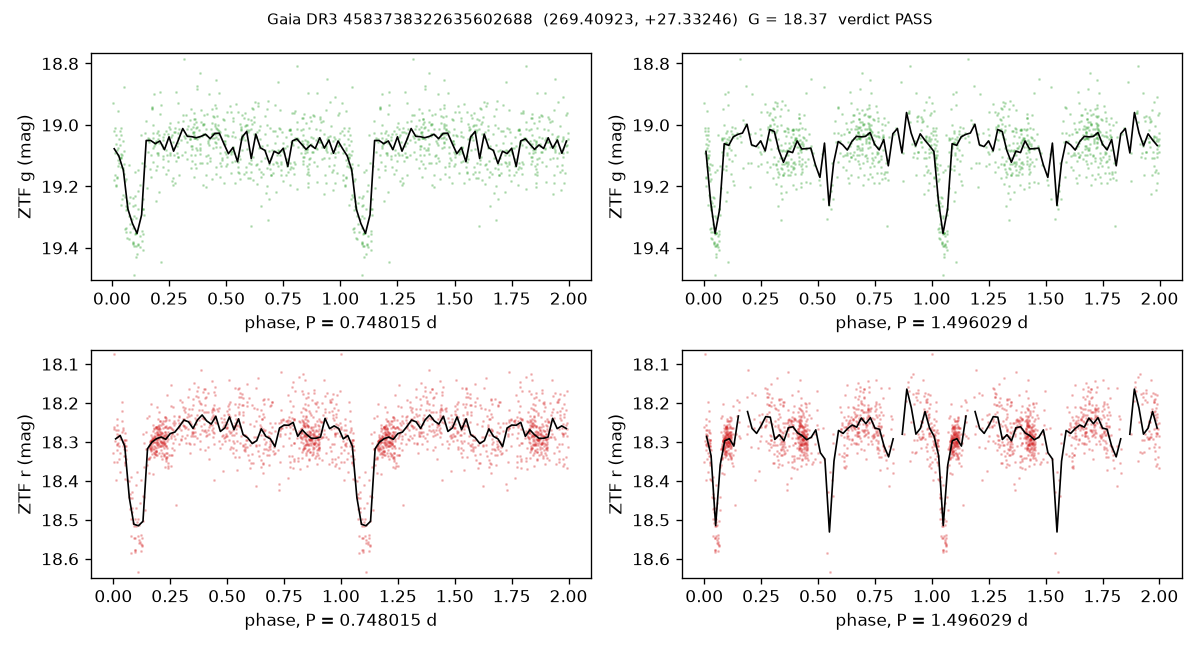 Gaia DR3 4583738322635602688  (269.40923, +27.33246)  G = 18.37  verdict PASS
ZTF g (mag)
18.8
19.0
19.2
19.4
0.00 0.25 0.50 0.75 1.00 1.25 1.50 1.75 2.00
phase, P = 0.748015 d
ZTF g (mag)
18.8
19.0
19.2
19.4
0.00 0.25 0.50 0.75 1.00 1.25 1.50 1.75 2.00
phase, P = 1.496029 d
ZTF r (mag)
18.1
18.2
18.3
18.4
18.5
18.6
0.00 0.25 0.50 0.75 1.00 1.25 1.50 1.75 2.00
phase, P = 0.748015 d
ZTF r (mag)
18.1
18.2
18.3
18.4
18.5
18.6
0.00 0.25 0.50 0.75 1.00 1.25 1.50 1.75 2.00
phase, P = 1.496029 d